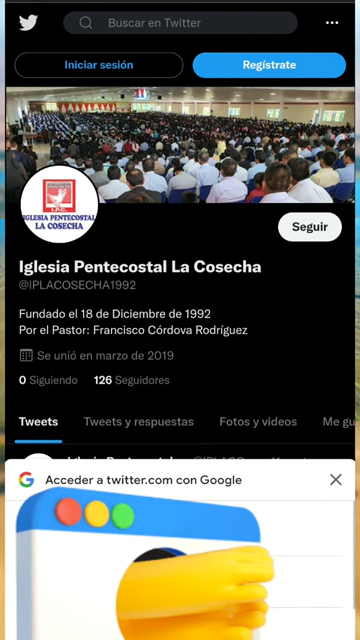 Buscar en Twitter
Iniciar sesión
Regístrate
I.P.C.
IGLESIA PENTECOSTAL
LA COSECHA
Seguir
Iglesia Pentecostal La Cosecha
@IPLACOSECHA1992
Fundado el 18 de Diciembre de 1992
Por el Pastor: Francisco Córdova Rodríguez
Se unió en marzo de 2019
0 Siguiendo 126 Seguidores
Tweets Tweets y respuestas Fotos y videos Me gu
Acceder a twitter.com con Google